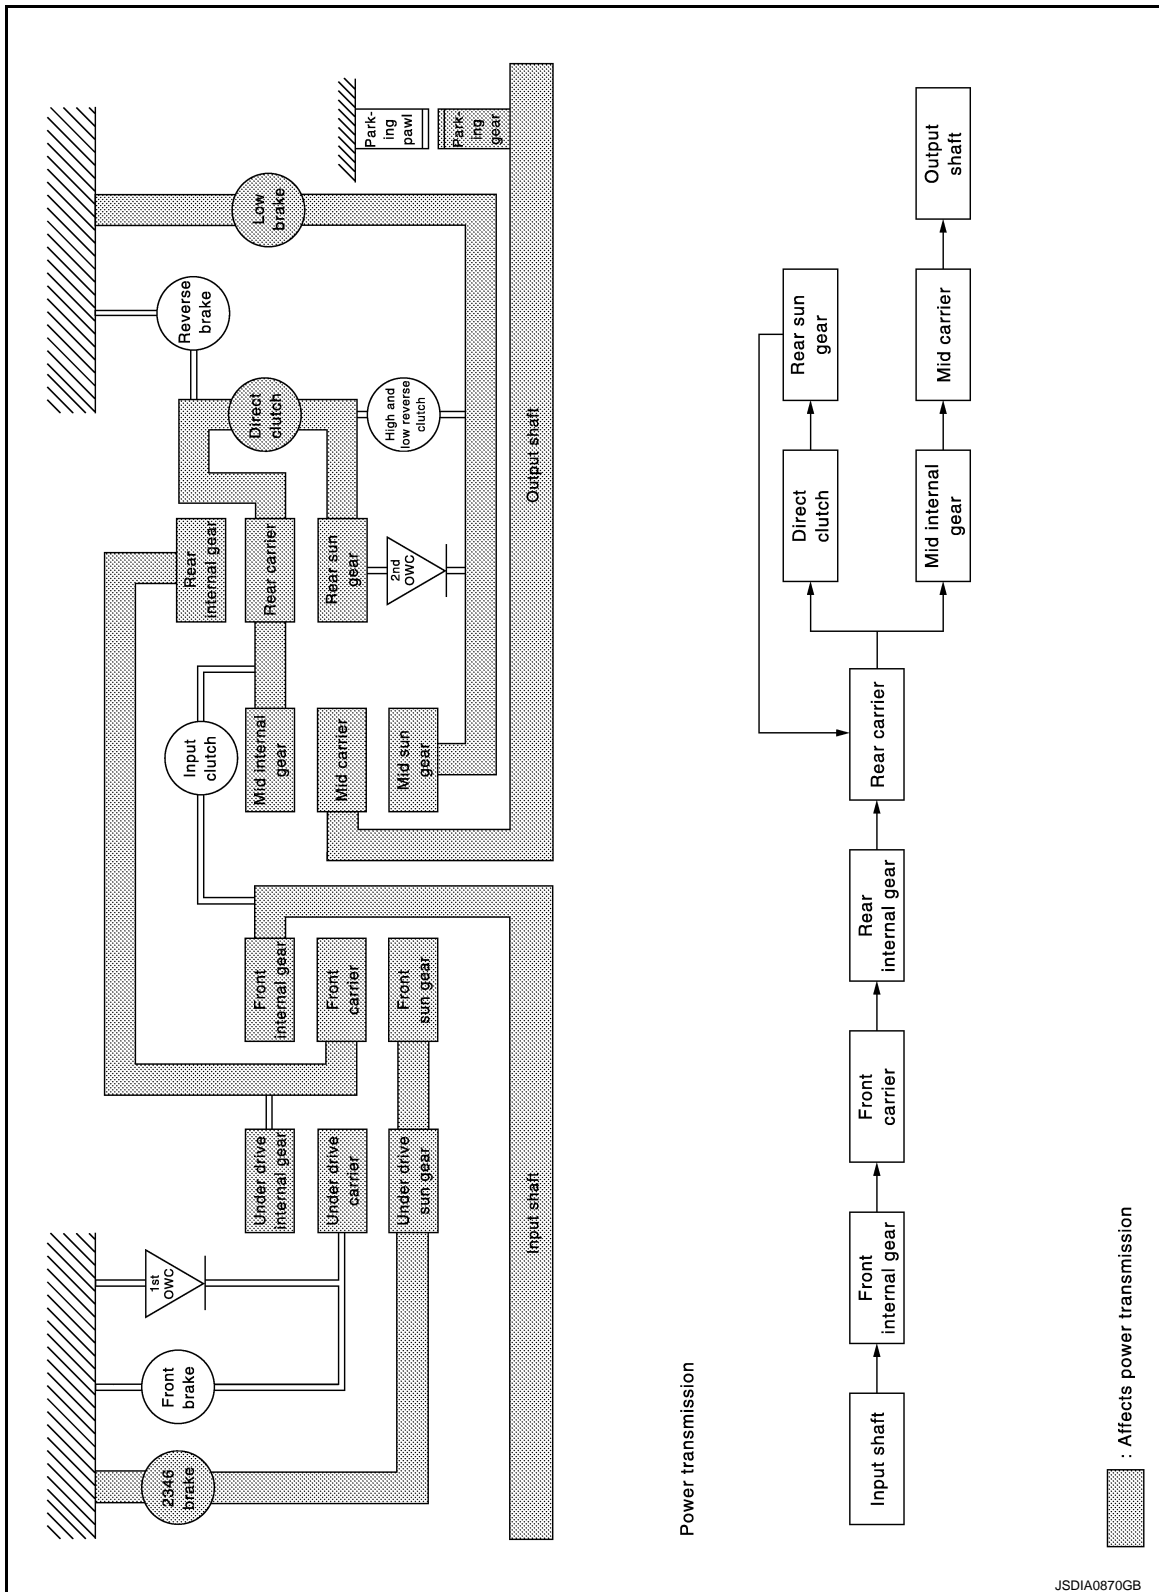 2346
brake
Front
brake
1st
OWC
Under drive
internal gear
Under drive
carrier
Under drive
sun gear
Front
internal gear
Front
carrier
Front
sun gear
Input shaft
Input
clutch
Mid internal
gear
Mid carrier
Mid sun
gear
Rear
internal gear
Rear carrier
Rear sun
gear
2nd
OWC
Direct
clutch
High and
low reverse
clutch
Reverse
brake
Low
brake
Output shaft
Park-
ing
pawl
Park-
ing
gear
Power transmission
Input shaft
Front
internal gear
Front
carrier
Rear
internal gear
Rear carrier
Direct
clutch
Rear sun
gear
Mid internal
gear
Mid carrier
Output
shaft
: Affects power transmission
JSDIA0870GB